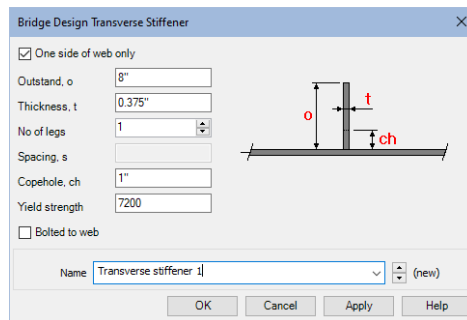 Bridge Design Transverse Stiffener
One side of web only
Outstand, o 8"
Thickness, t 0.375"
No of legs 1
Spacing, s
Copehole, ch 1"
Yield strength 7200
Bolted to web
o
t
ch
Name Transverse stiffener 1 (new)
OK Cancel Apply Help